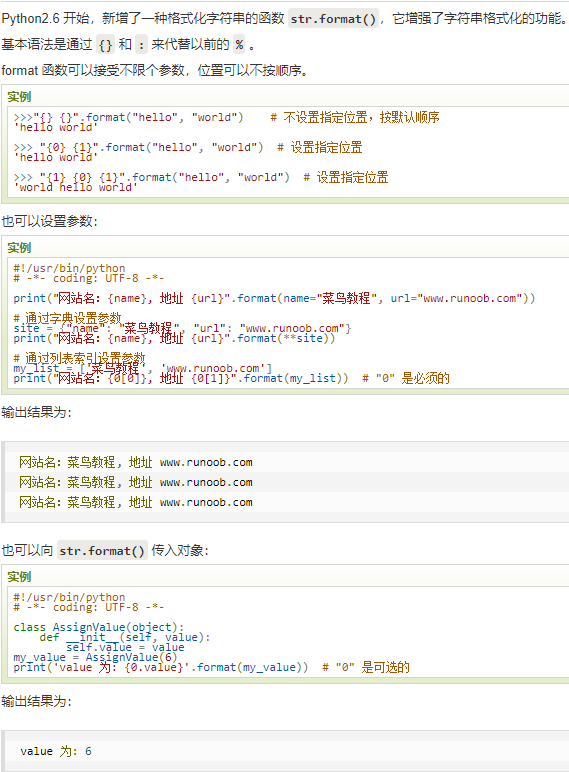 Python2.6 开始，新增了一种格式化字符串的函数 str.format()，它增强了字符串格式化的功能。
基本语法是通过 {} 和 : 来代替以前的 % 。
format 函数可以接受不限个参数，位置可以不按顺序。
实例
>>>"{} {}".format("hello", "world")    # 不设置指定位置，按默认顺序
'hello world'
>>> "{0} {1}".format("hello", "world")  # 设置指定位置
'hello world'
>>> "{1} {0} {1}".format("hello", "world")  # 设置指定位置
'world hello world'
也可以设置参数：
实例
#!/usr/bin/python
# -*- coding: UTF-8 -*-
print("网站名：{name}, 地址 {url}".format(name="菜鸟教程", url="www.runoob.com"))
# 通过字典设置参数
site = {"name": "菜鸟教程", "url": "www.runoob.com"}
print("网站名：{name}, 地址 {url}".format(**site))
# 通过列表索引设置参数
my_list = ['菜鸟教程', 'www.runoob.com']
print("网站名：{0[0]}, 地址 {0[1]}".format(my_list))  # "0" 是必须的
输出结果为：
网站名：菜鸟教程, 地址 www.runoob.com
网站名：菜鸟教程, 地址 www.runoob.com
网站名：菜鸟教程, 地址 www.runoob.com
也可以向 str.format() 传入对象：
实例
#!/usr/bin/python
# -*- coding: UTF-8 -*-
class AssignValue(object):
    def __init__(self, value):
        self.value = value
my_value = AssignValue(6)
print('value 为: {0.value}'.format(my_value))  # "0" 是可选的
输出结果为：
value 为: 6